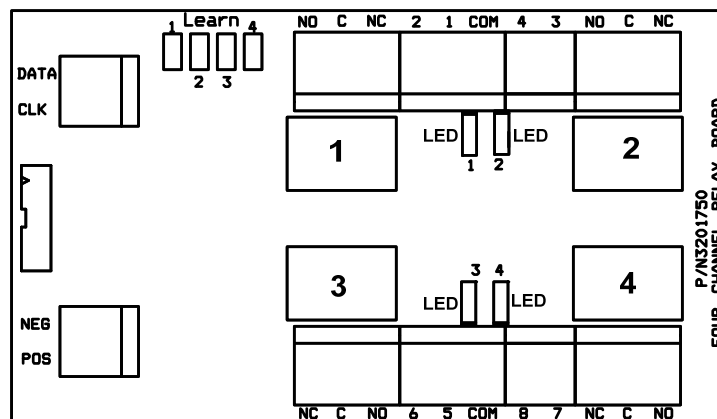 Learn
1 4
2 3
NO C NC 2 1 COM 4 3 NO C NC
DATA
CLK
1
LED LED
1 2
2
3
3 4
LED LED
4
NEG
POS
NC C NO 6 5 COM 8 7 NC C NO
P/N3201750
FOUR CHANNEL RELAY BOARD